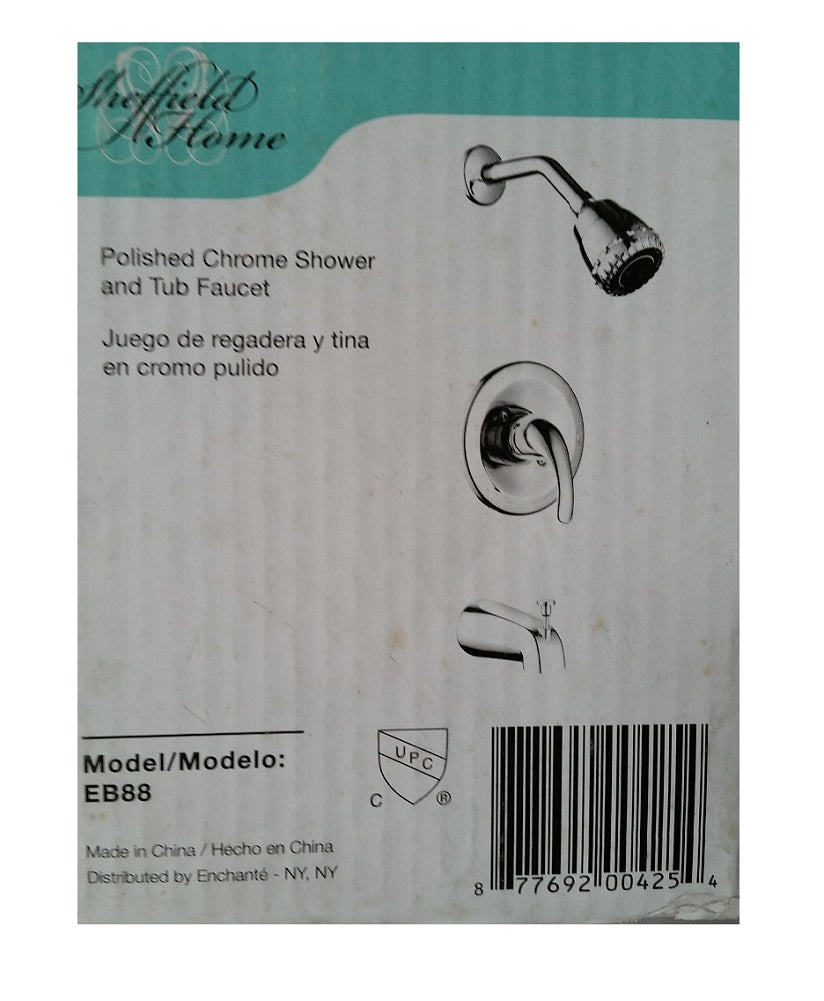 Sheffield
Home
Polished Chrome Shower
and Tub Faucet
Juego de regadera y tina
en cromo pulido
Model/Modelo:
EB88
UPC
C ®
Made in China / Hecho en China
Distributed by Enchanté - NY, NY
8 77692 00425 4